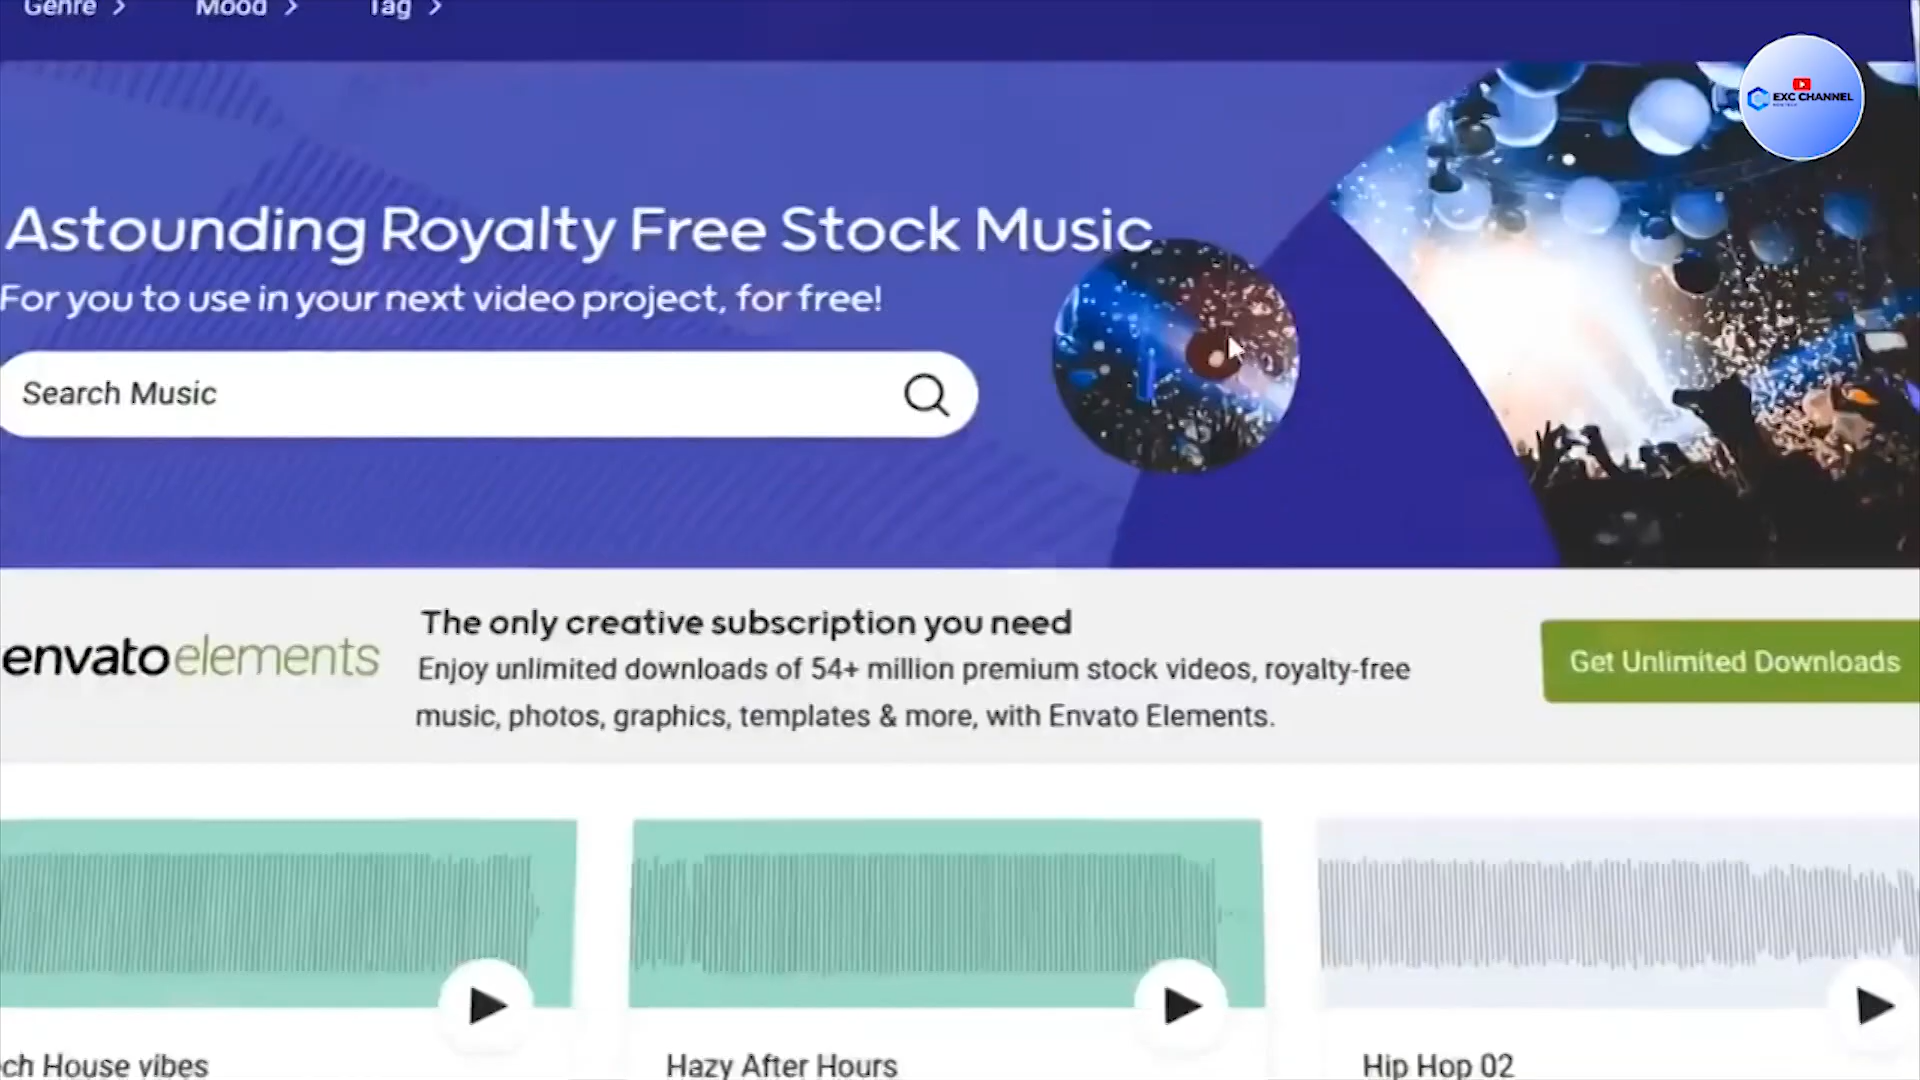 Genre
Mood
Tag
EXC CHANNEL
Astounding Royalty Free Stock Music
For you to use in your next video project, for free!
Search Music
envatoelements
The only creative subscription you need
Enjoy unlimited downloads of 54+ million premium stock videos, royalty-free
music, photos, graphics, templates & more, with Envato Elements.
Get Unlimited Downloads
ch House vibes
Hazy After Hours
Hip Hop 02